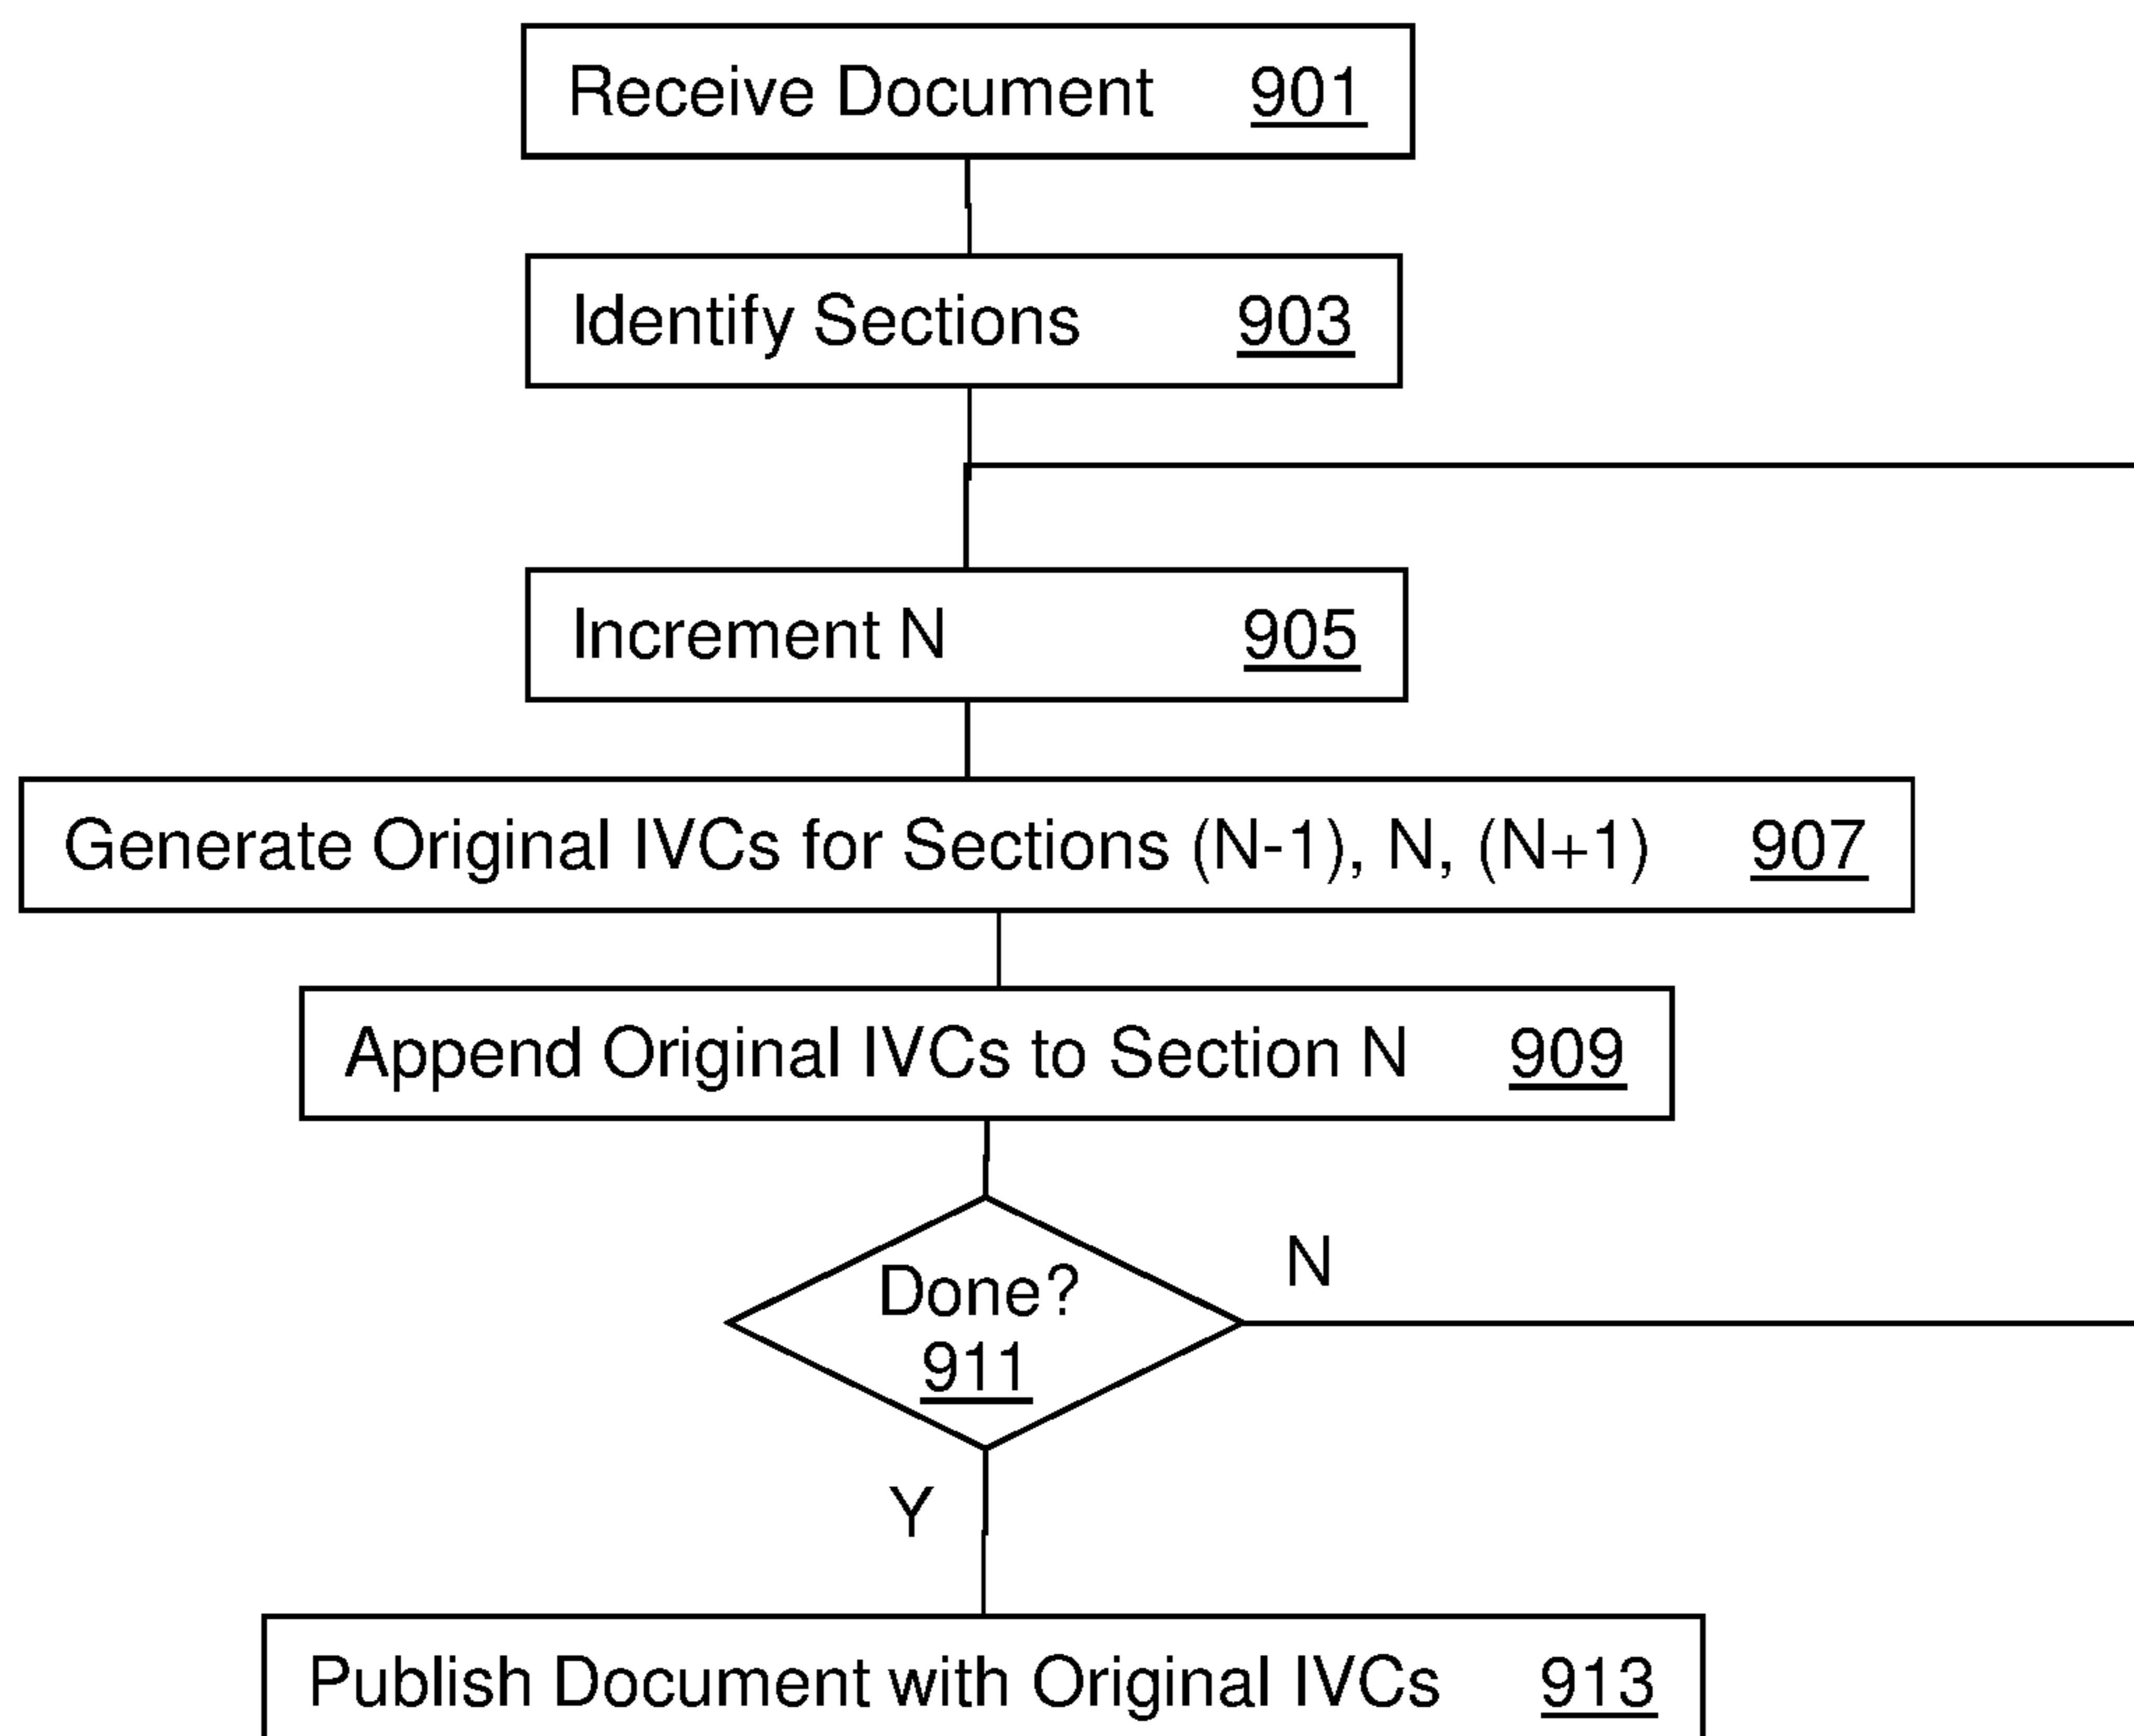 Receive Document 901
Identify Sections 903
Increment N 905
Generate Original IVCs for Sections (N-1), N, (N+1) 907
Append Original IVCs to Section N 909
Done?
911
N
Y
Publish Document with Original IVCs 913